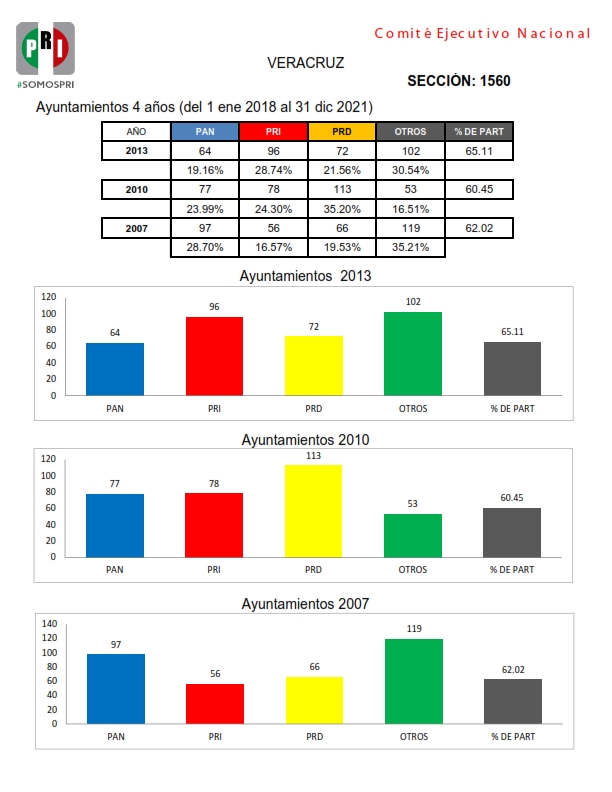 Comité Ejecutivo Nacional
PRI
#SOMOSPRI
VERACRUZ
SECCIÓN: 1560
Ayuntamientos 4 años (del 1 ene 2018 al 31 dic 2021)
AÑO PAN PRI PRD OTROS % DE PART
2013 64 96 72 102 65.11
19.16% 28.74% 21.56% 30.54%
2010 77 78 113 53 60.45
23.99% 24.30% 35.20% 16.51%
2007 97 56 66 119 62.02
28.70% 16.57% 19.53% 35.21%
Ayuntamientos 2013
120
100
80
60
40
20
0
64 96 72 102 65.11
PAN PRI PRD OTROS % DE PART
Ayuntamientos 2010
120
100
80
60
40
20
0
77 78 113 53 60.45
PAN PRI PRD OTROS % DE PART
Ayuntamientos 2007
140
120
100
80
60
40
20
0
97 56 66 119 62.02
PAN PRI PRD OTROS % DE PART